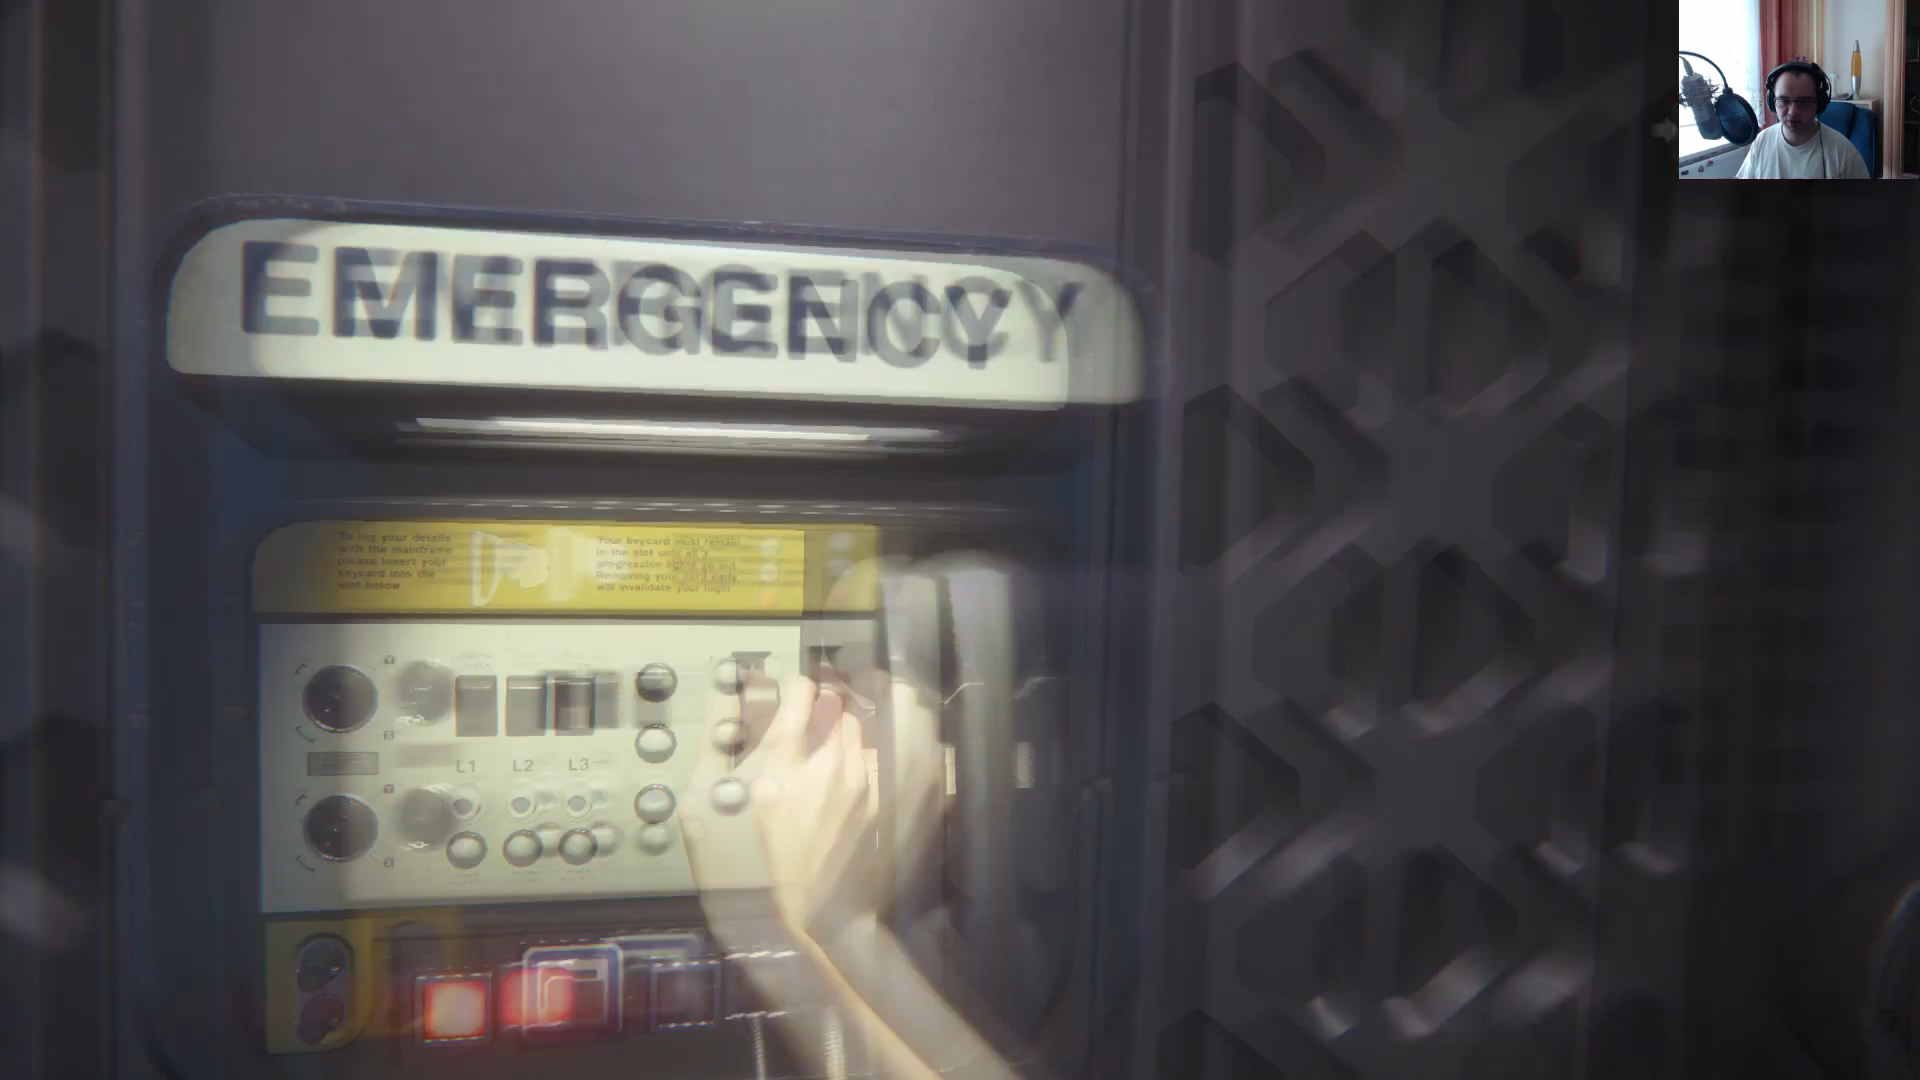 EMERGENCY
To log your details
with the mainframe
please insert your
keycard into the
slot below
Your keycard must remain
in the slot until all 3
progression lights go out
Removing your card early
will invalidate your login
L1 L2 L3